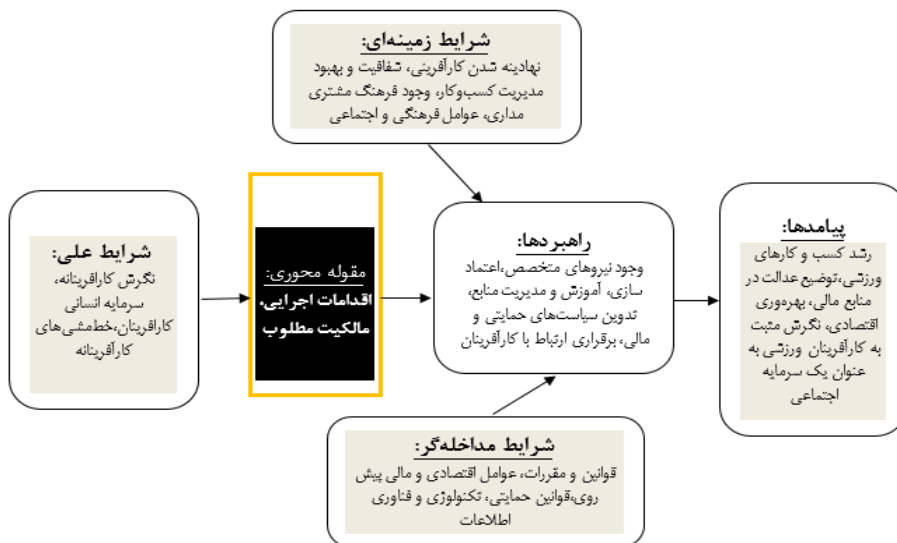 شرایط زمینه‌ای:
نهادینه شدن کارآفرینی، شفاقیت و بهبود
مدیریت کسب‌وکار، وجود فرهنگ مشتری
مداری، عوامل فرهنگی و اجتماعی
شرایط علی:
نگرش کارافرینانه،
سرمایه انسانی
کارافرینان،خط‌مشی‌های
کارآفرینانه
مقوله محوری:
اقدامات اجرایی،
مالکیت مطلوب
راهبردها:
وجود نیروهای متخصص،اعتماد
سازی، آموزش و مدیریت منابع،
تدوین سیاست‌های حمایتی و
مالی، برقراری ارتباط با کارآفرینان
پیامدها:
رشد کسب و کارهای
ورزشی،توضیع عدالت در
منابع مالی، بهره‌وری
اقتصادی، نگرش مثبت
به کارآفرینان ورزشی به
عنوان یک سرمایه
اجتماعی
شرایط مداخله‌گر:
قوانین و مقررات، عوامل اقتصادی و مالی پیش
روی،قوانین حمایتی، تکنولوژی و فناوری
اطلاعات